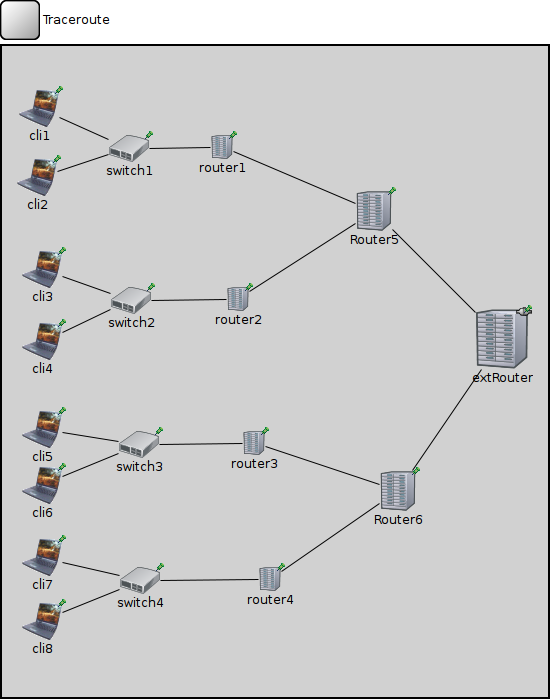 Traceroute
cli1
switch1
router1
cli2
Router5
cli3
switch2
router2
cli4
extRouter
cli5
switch3
router3
cli6
Router6
cli7
switch4
router4
cli8